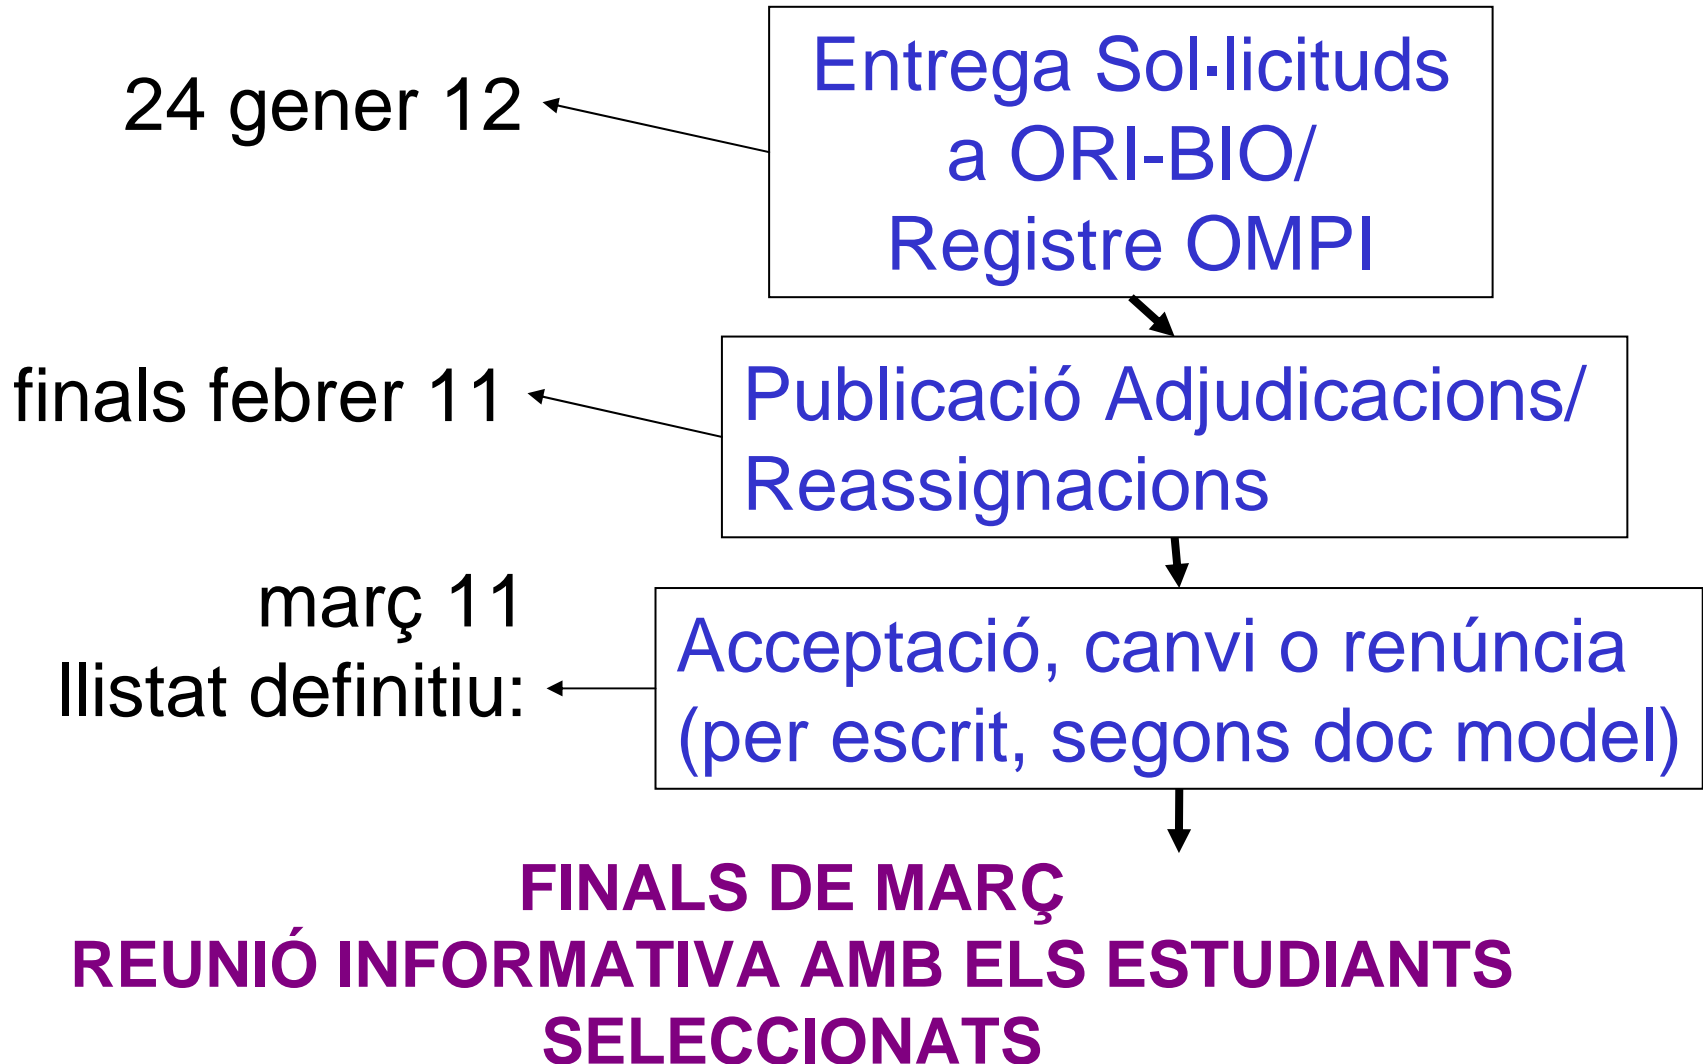 24 gener 12
Entrega Sol·licituds
a ORI-BIO/
Registre OMPI
finals febrer 11
Publicació Adjudicacions/
Reassignacions
març 11
llistat definitiu:
Acceptació, canvi o renúncia
(per escrit, segons doc model)
FINALS DE MARÇ
REUNIÓ INFORMATIVA AMB ELS ESTUDIANTS
SELECCIONATS